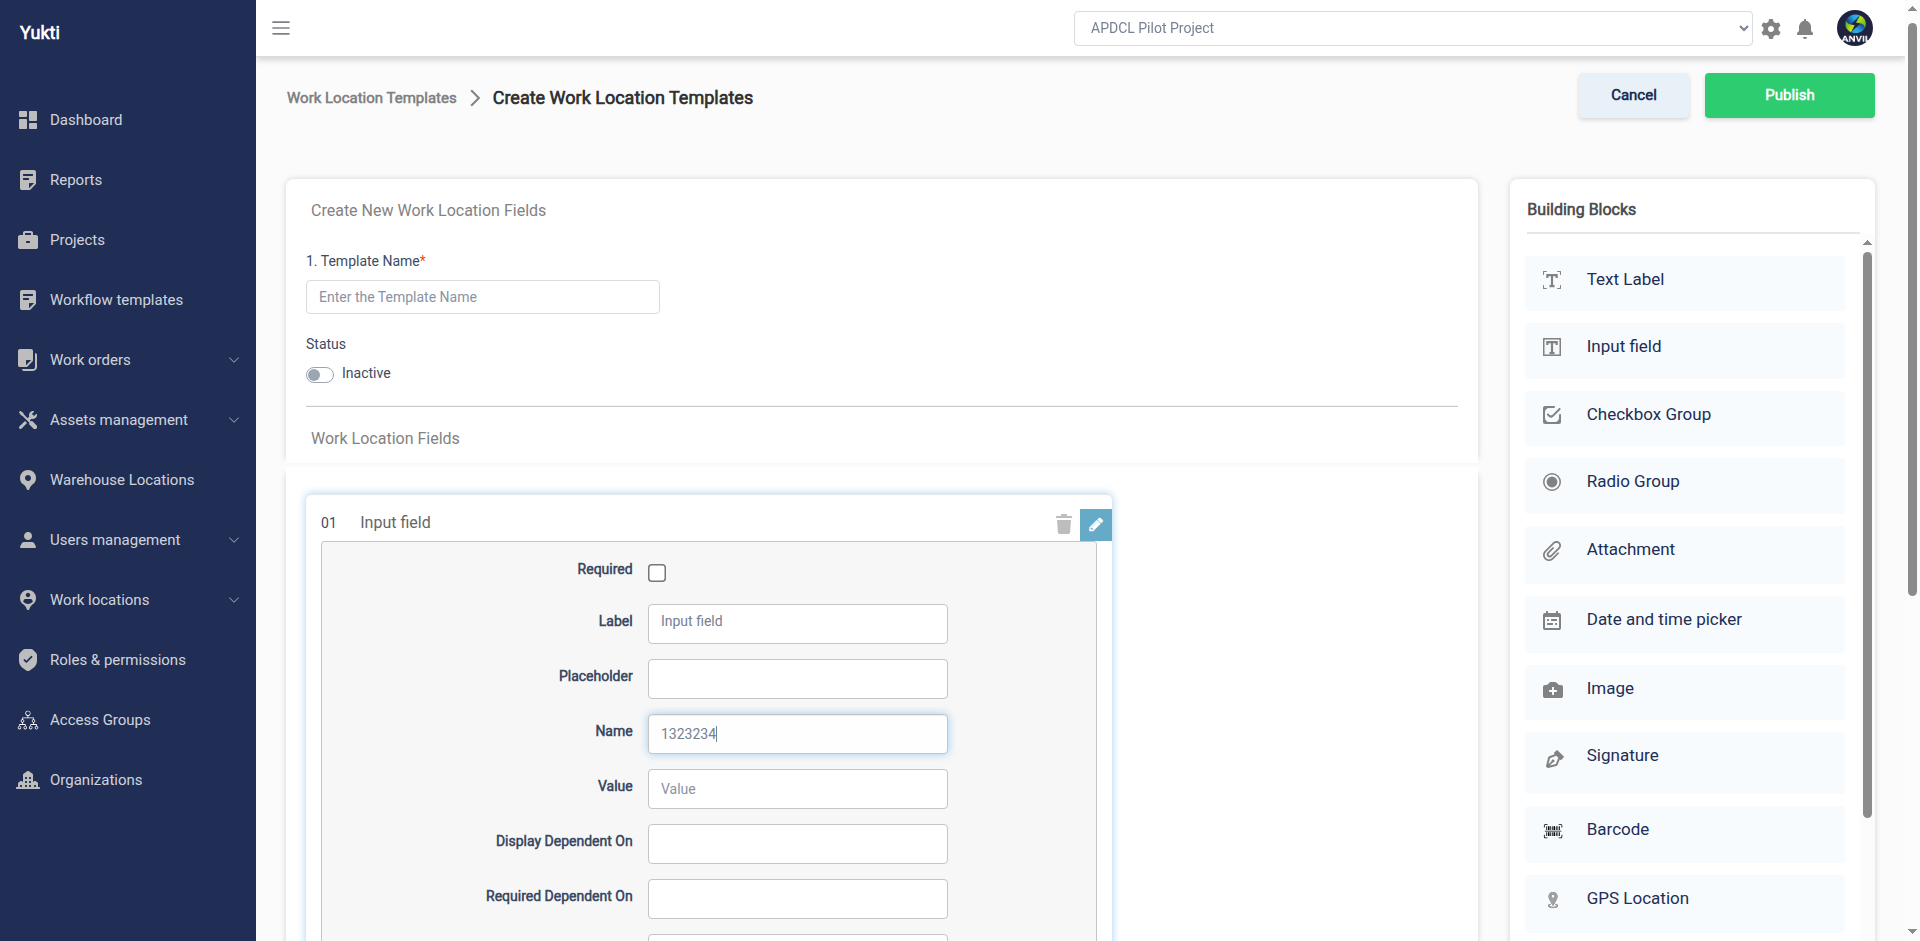 Yukti
Dashboard
Reports
Projects
Workflow templates
Work orders
Assets management
Warehouse Locations
Users management
Work locations
Roles & permissions
Access Groups
Organizations
APDCL Pilot Project
ANVIL
Work Location Templates
Create Work Location Templates
Cancel
Publish
Create New Work Location Fields
1. Template Name*
Enter the Template Name
Status
Inactive
Work Location Fields
01 Input field
Required
Label Input field
Placeholder
Name 1323234
Value Value
Display Dependent On
Required Dependent On
Building Blocks
Text Label
Input field
Checkbox Group
Radio Group
Attachment
Date and time picker
Image
Signature
Barcode
GPS Location